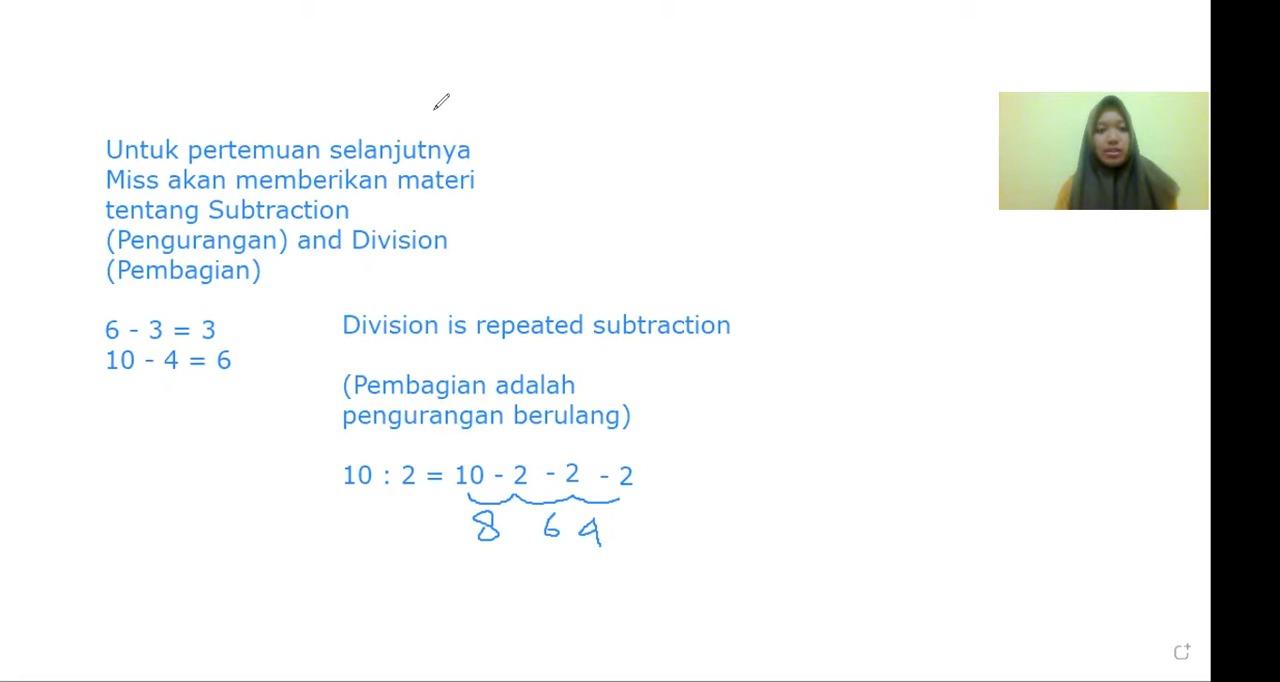 Untuk pertemuan selanjutnya
Miss akan memberikan materi
tentang Subtraction
(Pengurangan) and Division
(Pembagian)
6 - 3 = 3
10 - 4 = 6
Division is repeated subtraction
(Pembagian adalah
pengurangan berulang)
10 : 2 = 10 - 2 - 2 - 2
8 6 4